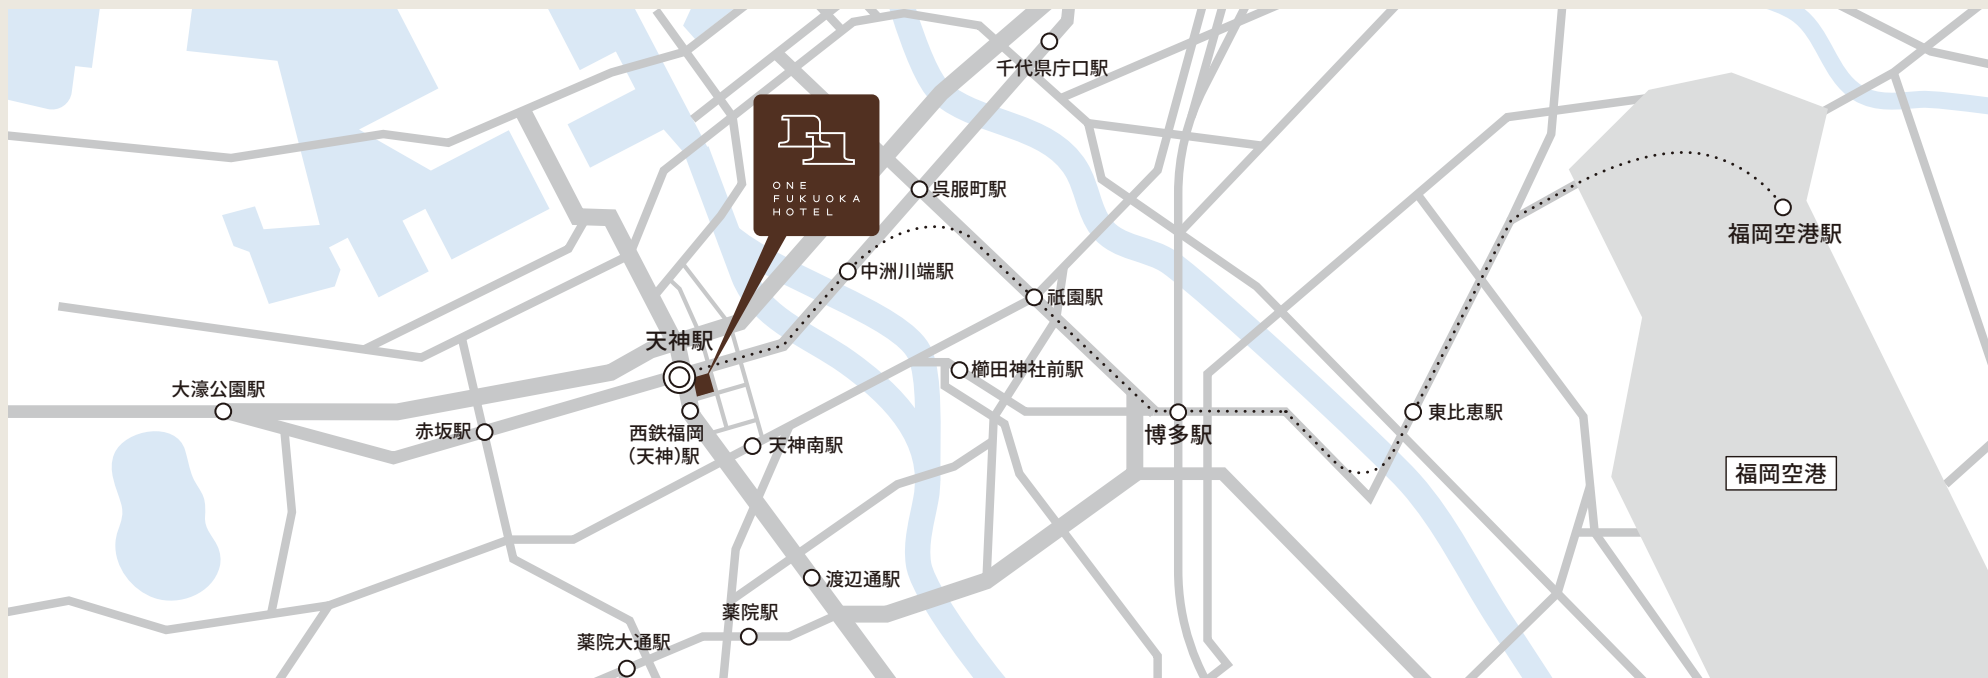 千代県庁口駅
ONE
FUKUOKA
HOTEL
呉服町駅
福岡空港駅
中洲川端駅
祇園駅
天神駅
櫛田神社前駅
大濠公園駅
東比恵駅
赤坂駅
西鉄福岡
(天神)駅
天神南駅
博多駅
福岡空港
渡辺通駅
薬院駅
薬院大通駅